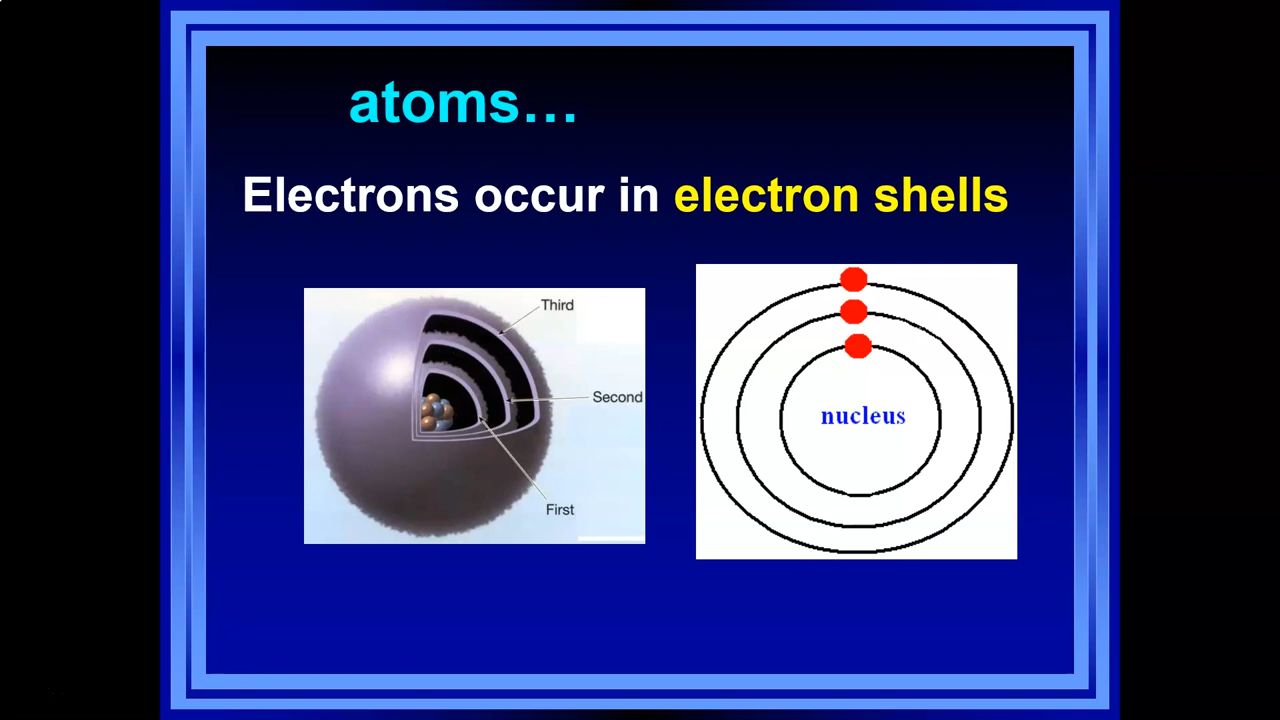 atoms…
Electrons occur in electron shells
Third
Second
First
nucleus